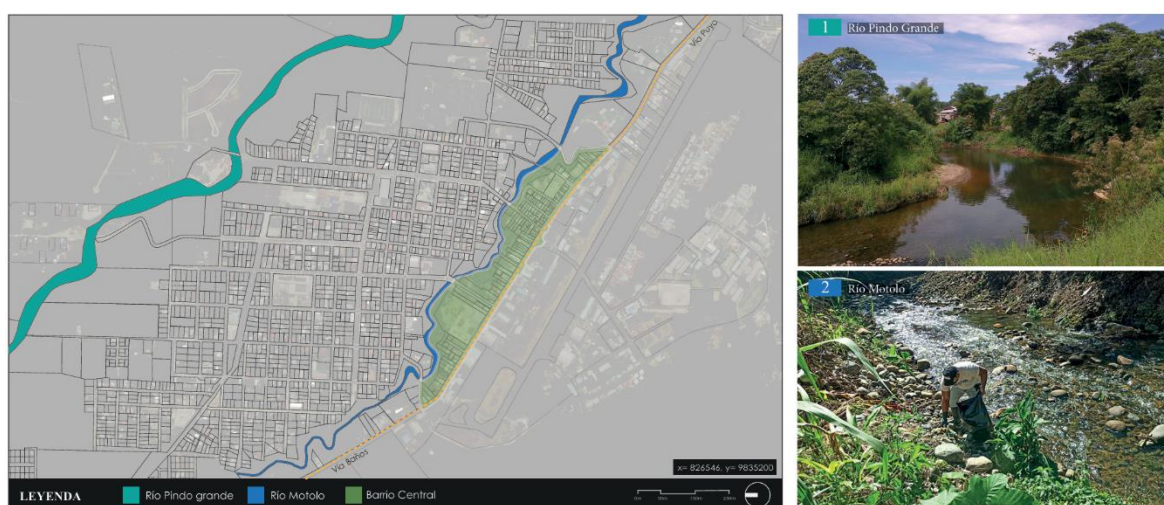 Vía Puyo
Vía Baños
x= 826546, y= 9835200
LEYENDA
Río Pindo grande
Río Motolo
Barrio Central
1
Río Pindo Grande
2
Río Motolo